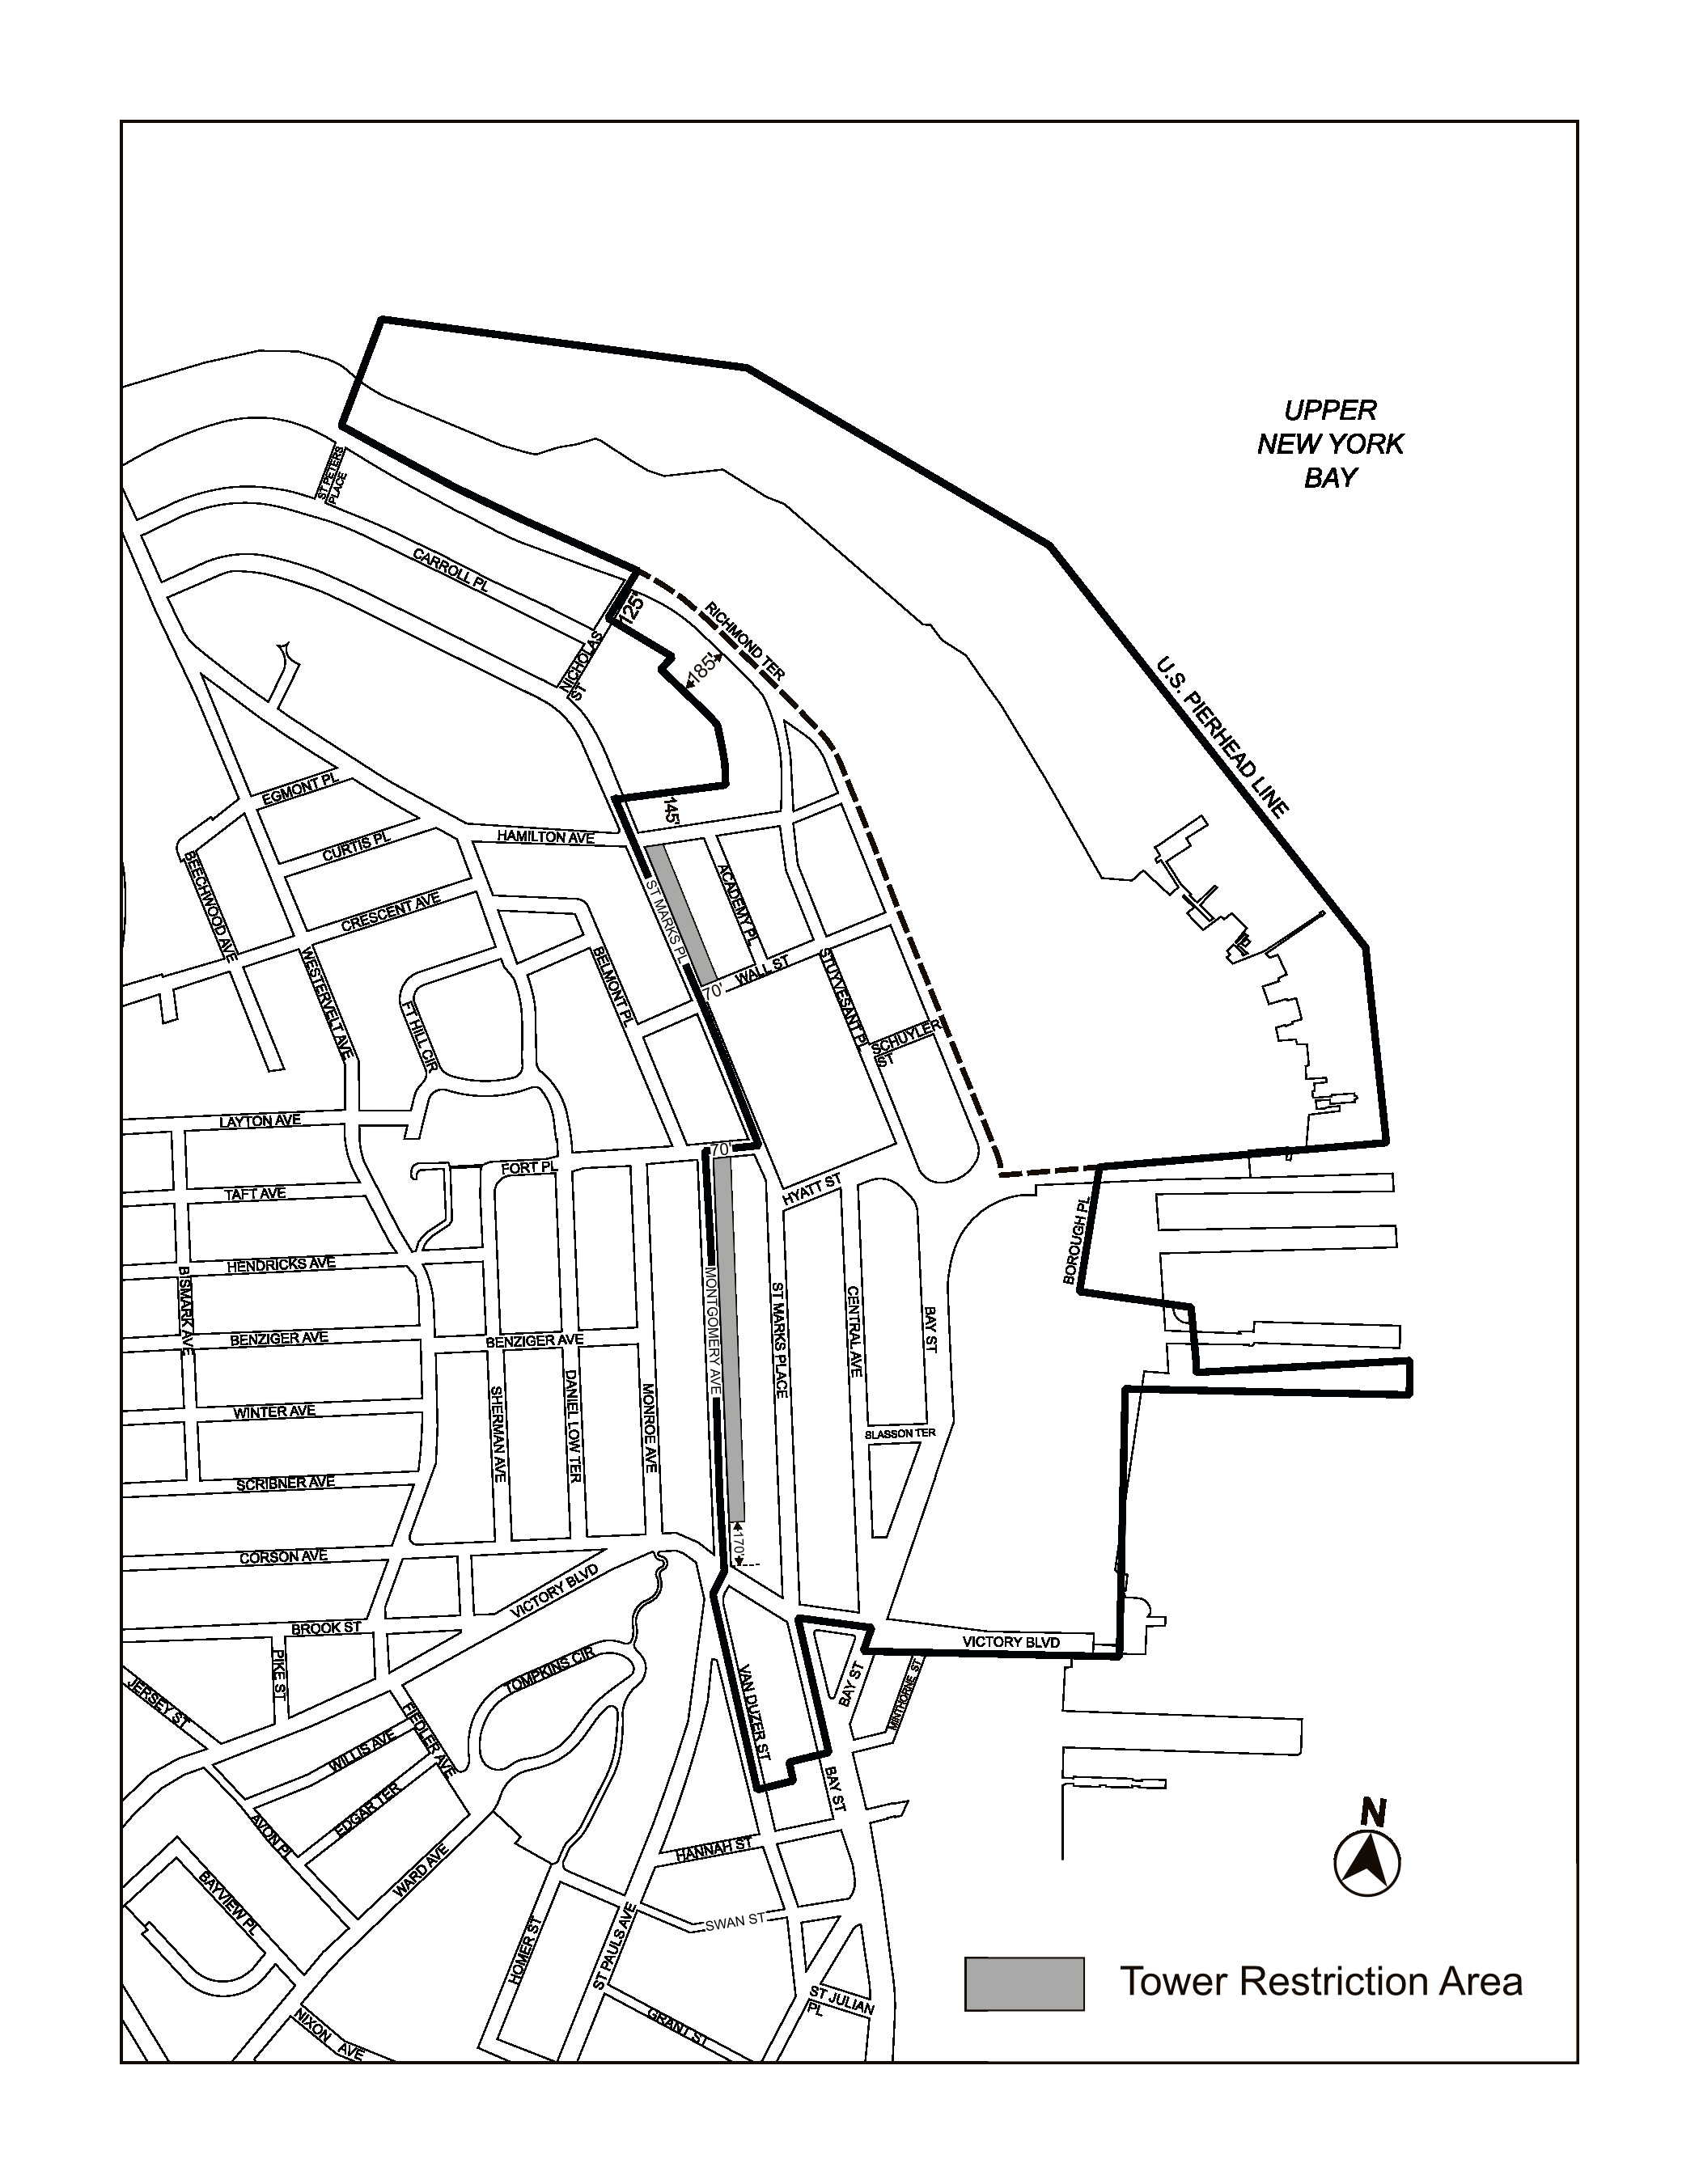 UPPER
NEW YORK
BAY
ST PETERS
PLACE
CARROLL PL
125'
RICHMOND TER
NICHOLAS
ST
185'
U.S. PIERHEAD LINE
EGMONT PL
145'
HAMILTON AVE
CURTIS PL
BEECHWOOD AVE
ST MARKS PL
ACADEMY PL
CRESCENT AVE
WESTERVELT AVE
BELMONT PL
WALL ST
70'
STUYVESANT PL
FT HILL CIR
SCHUYLER
ST
LAYTON AVE
70'
FORT PL
TAFT AVE
HYATT ST
BOROUGH PL
HENDRICKS AVE
BISMARK AVE
MONTGOMERY AVE
ST MARKS PLACE
CENTRAL AVE
BAY ST
BENZIGER AVE
BENZIGER AVE
SHERMAN AVE
DANIEL LOW TER
MONROE AVE
WINTER AVE
SLASSON TER
SCRIBNER AVE
170'
CORSON AVE
VICTORY BLVD
BROOK ST
VICTORY BLVD
PIKE ST
TOMPKINS CIR
VAN DUZER ST
BAY ST
MINTHORNE ST
JERSEY ST
FIEDLER AVE
WILLIS AVE
EDGAR TER
BAY ST
AVON PL
HANNAH ST
WARD AVE
BAYVIEW PL
N
SWAN ST
HOMER ST
ST PAULS AVE
Tower Restriction Area
ST JULIAN
PL
GRANT ST
NIXON AVE